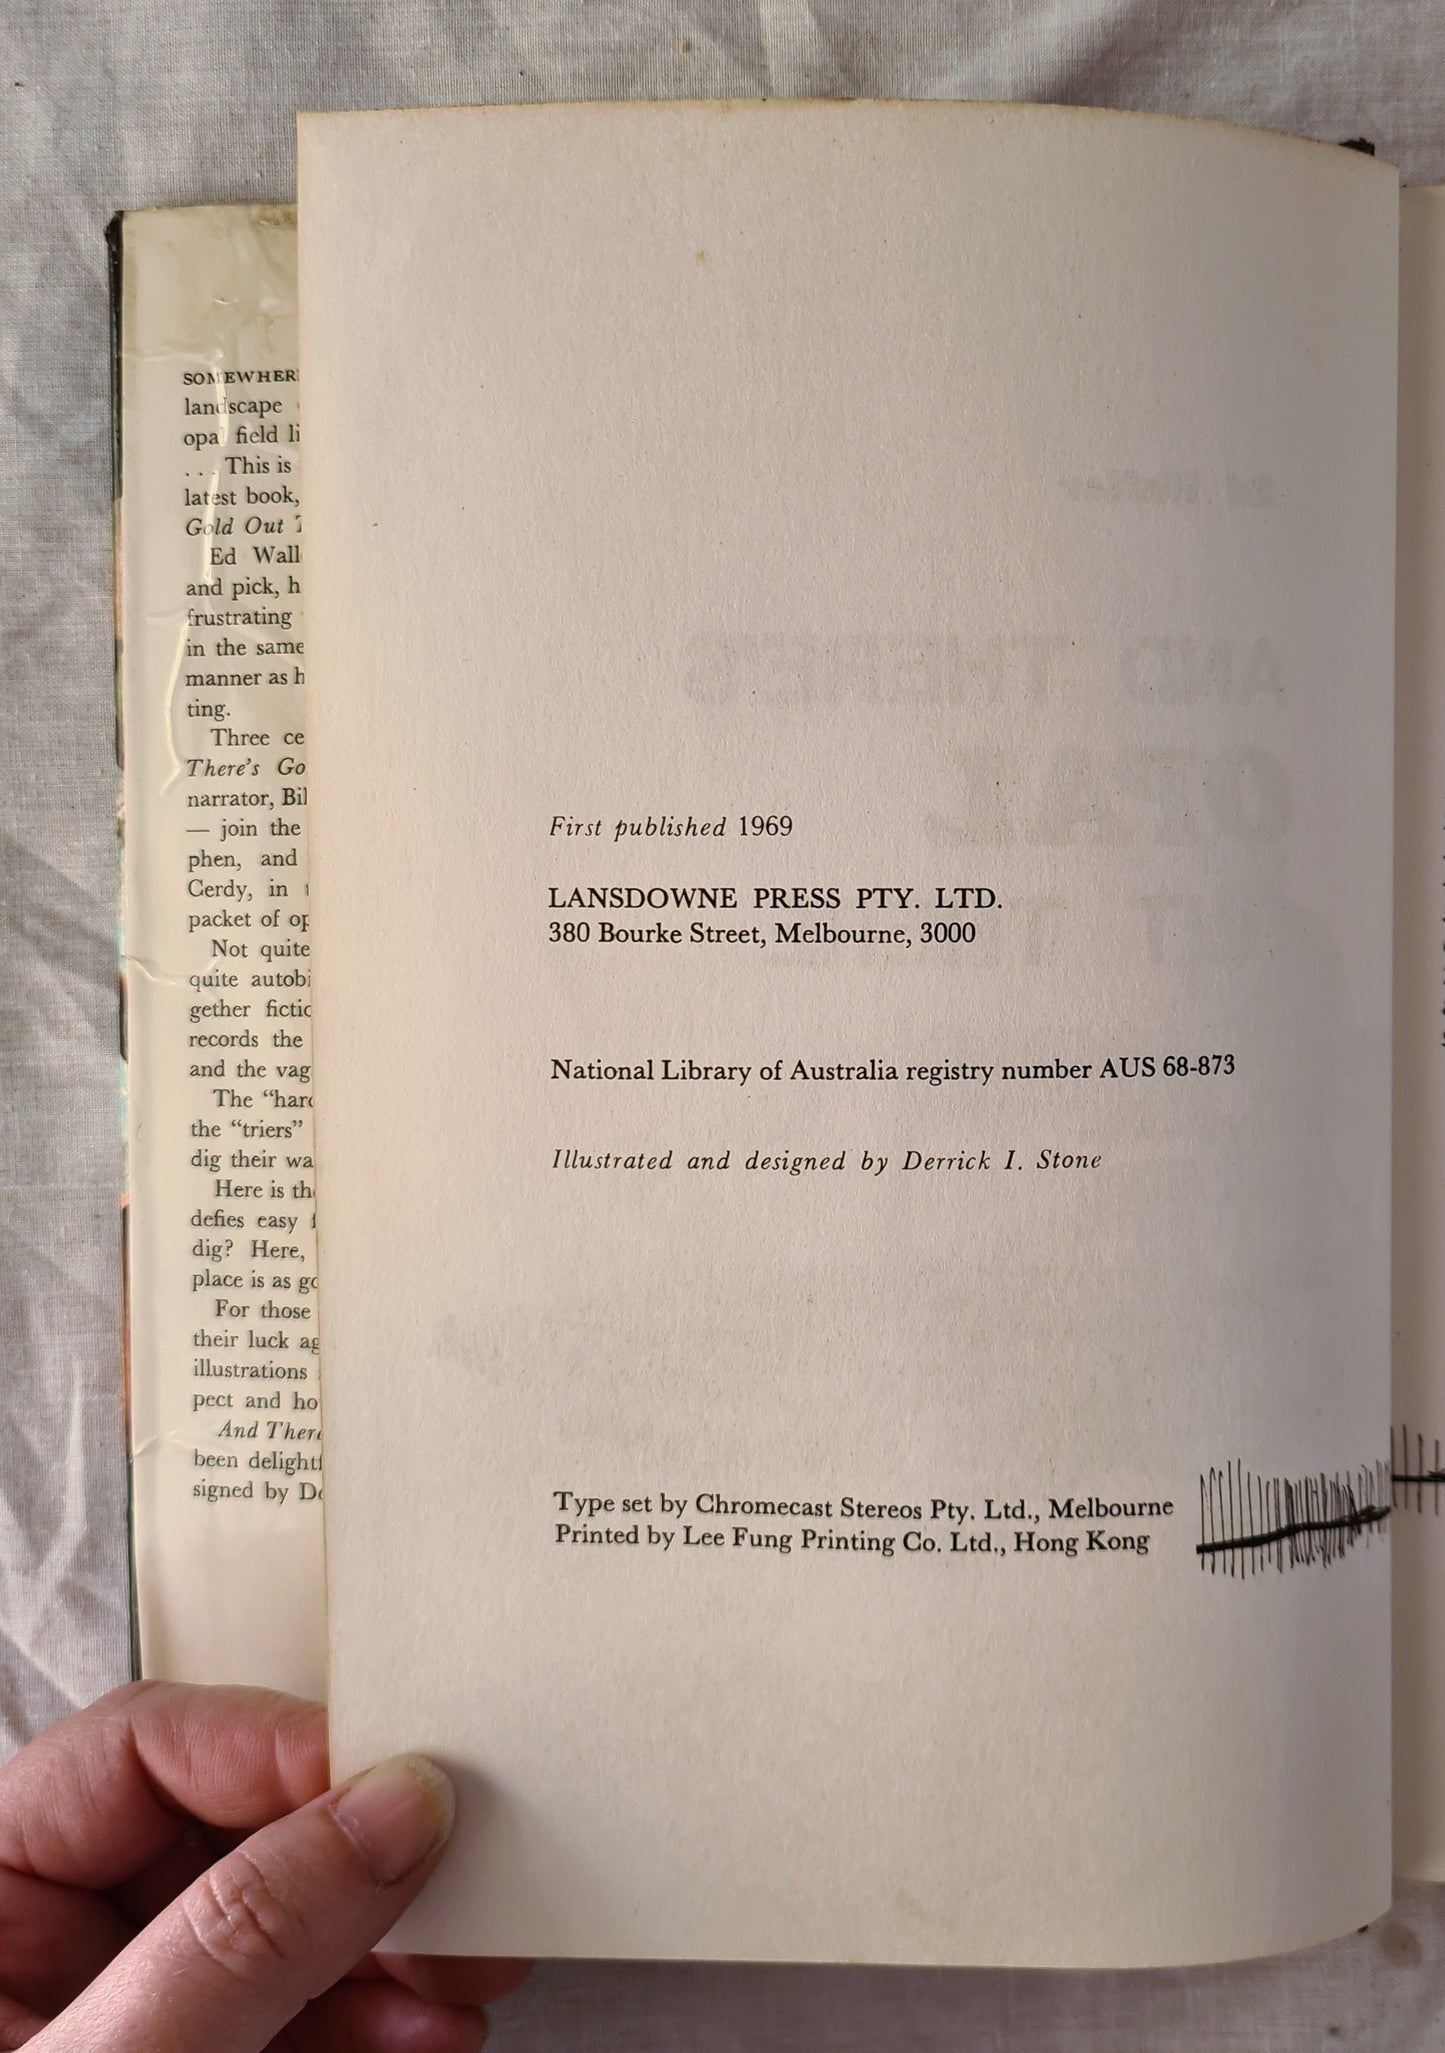 SOMEWHER
landscape
opal field li
... This is
latest book,
Gold Out T
Ed Wall
and pick, h
frustrating
in the same
manner as h
ting.
Three ce
There's Go
narrator, Bil
— join the
phen, and
Cerdy, in t
packet of op
Not quite
quite autobi
gether fictio
records the
and the vag
The "hard
the "triers"
dig their wa
Here is the
defies easy f
dig? Here,
place is as go
For those
their luck ag
illustrations
pect and ho
And There
been delightf
signed by De
First published 1969
LANSDOWNE PRESS PTY. LTD.
380 Bourke Street, Melbourne, 3000
National Library of Australia registry number AUS 68-873
Illustrated and designed by Derrick I. Stone
Type set by Chromecast Stereos Pty. Ltd., Melbourne
Printed by Lee Fung Printing Co. Ltd., Hong Kong